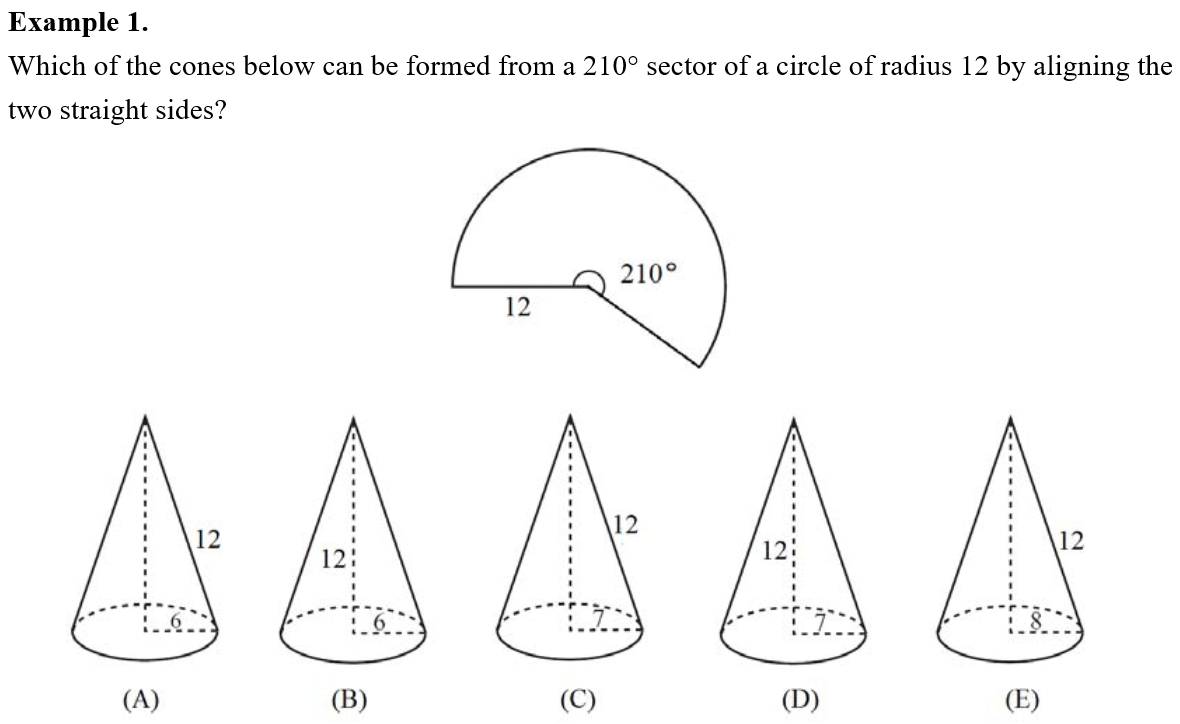 Example 1.
Which of the cones below can be formed from a 210° sector of a circle of radius 12 by aligning the
two straight sides?
210°
12
12
6
12
6
12
7
12
7
12
8
(A)
(B)
(C)
(D)
(E)